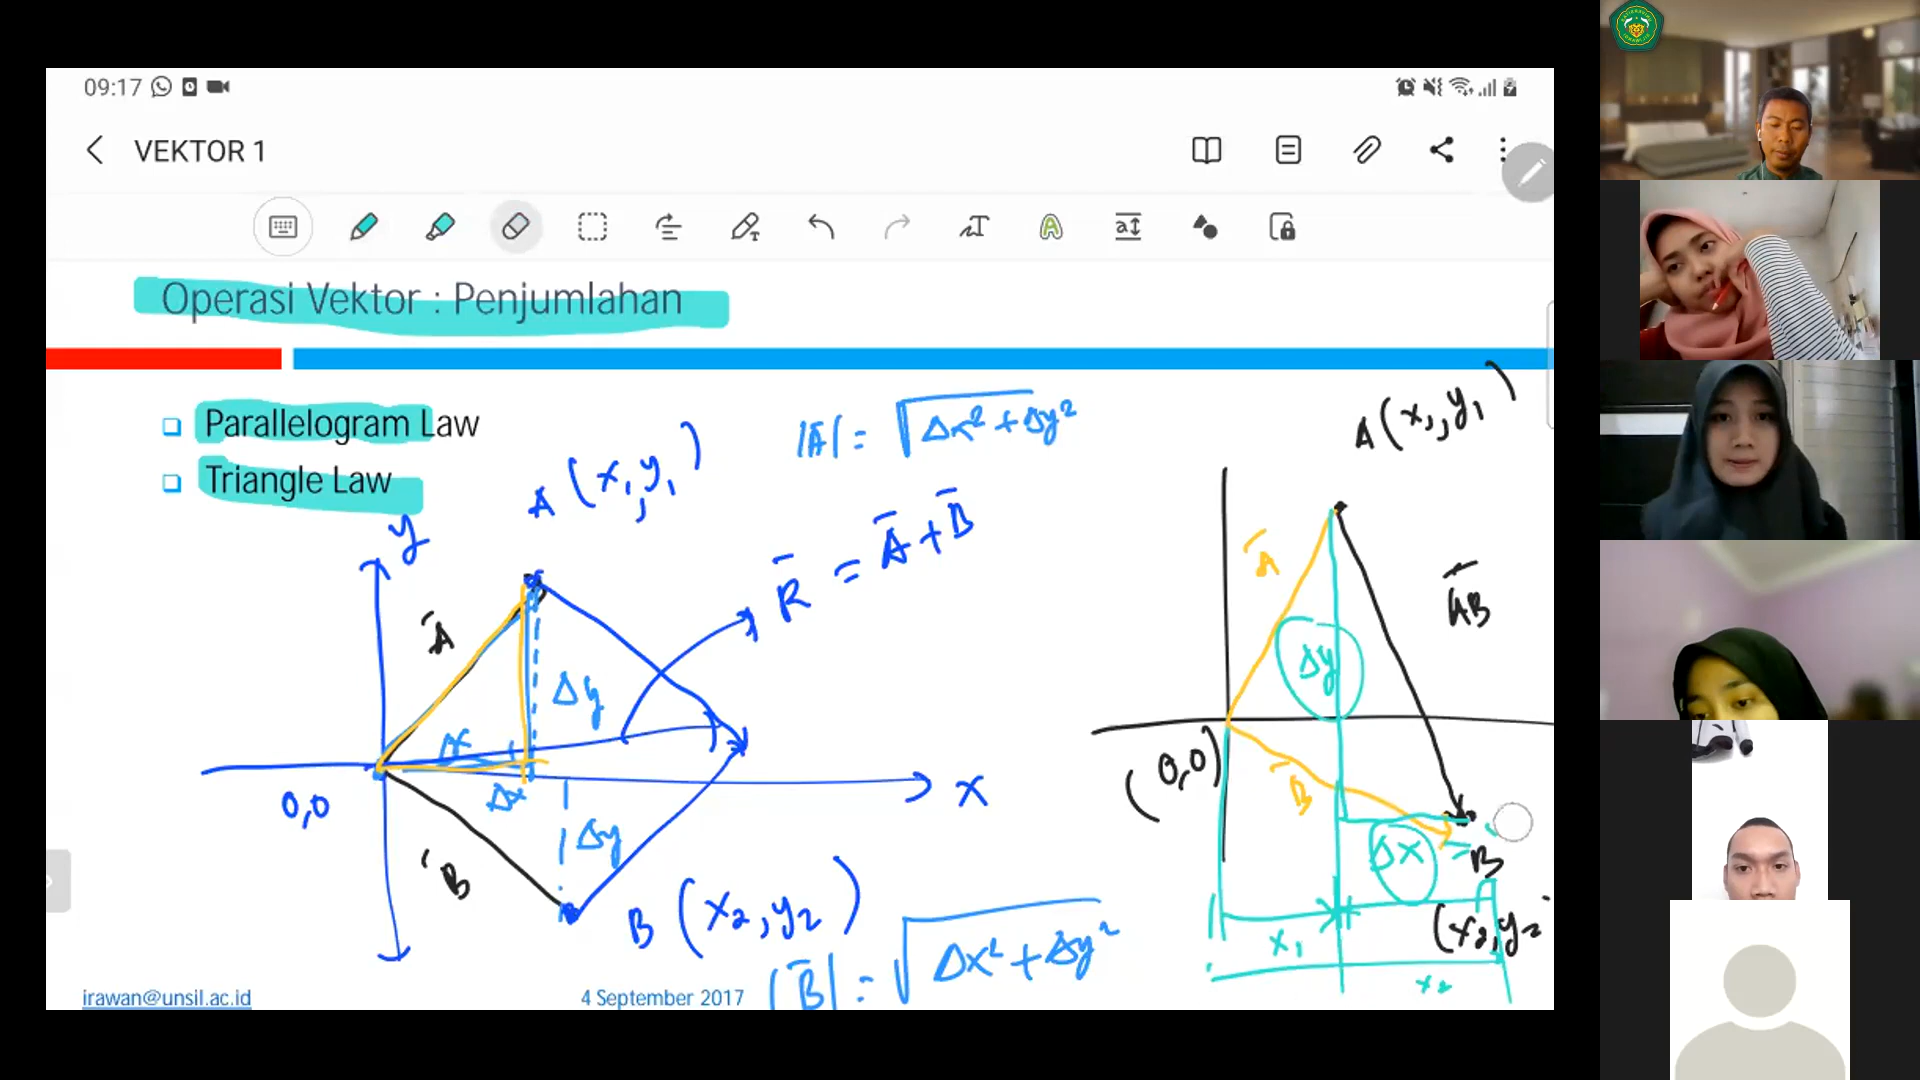 09:17
VEKTOR 1
Operasi Vektor : Penjumlahan
Parallelogram Law
Triangle Law
|A̅| = √Δx² + Δy²
A (x₁, y₁)
A (x₁, y₁)
y
R̅ = A̅ + B̅
A̅
A̅
AB
Δy
Δy
Δx
0,0
Δx
x
(0,0)
B̅
Δy
Δx
B
B
B (x₂, y₂)
(x₂, y₂
x₁
|B̅| = √Δx² + Δy²
x₂
irawan@unsil.ac.id
4 September 2017